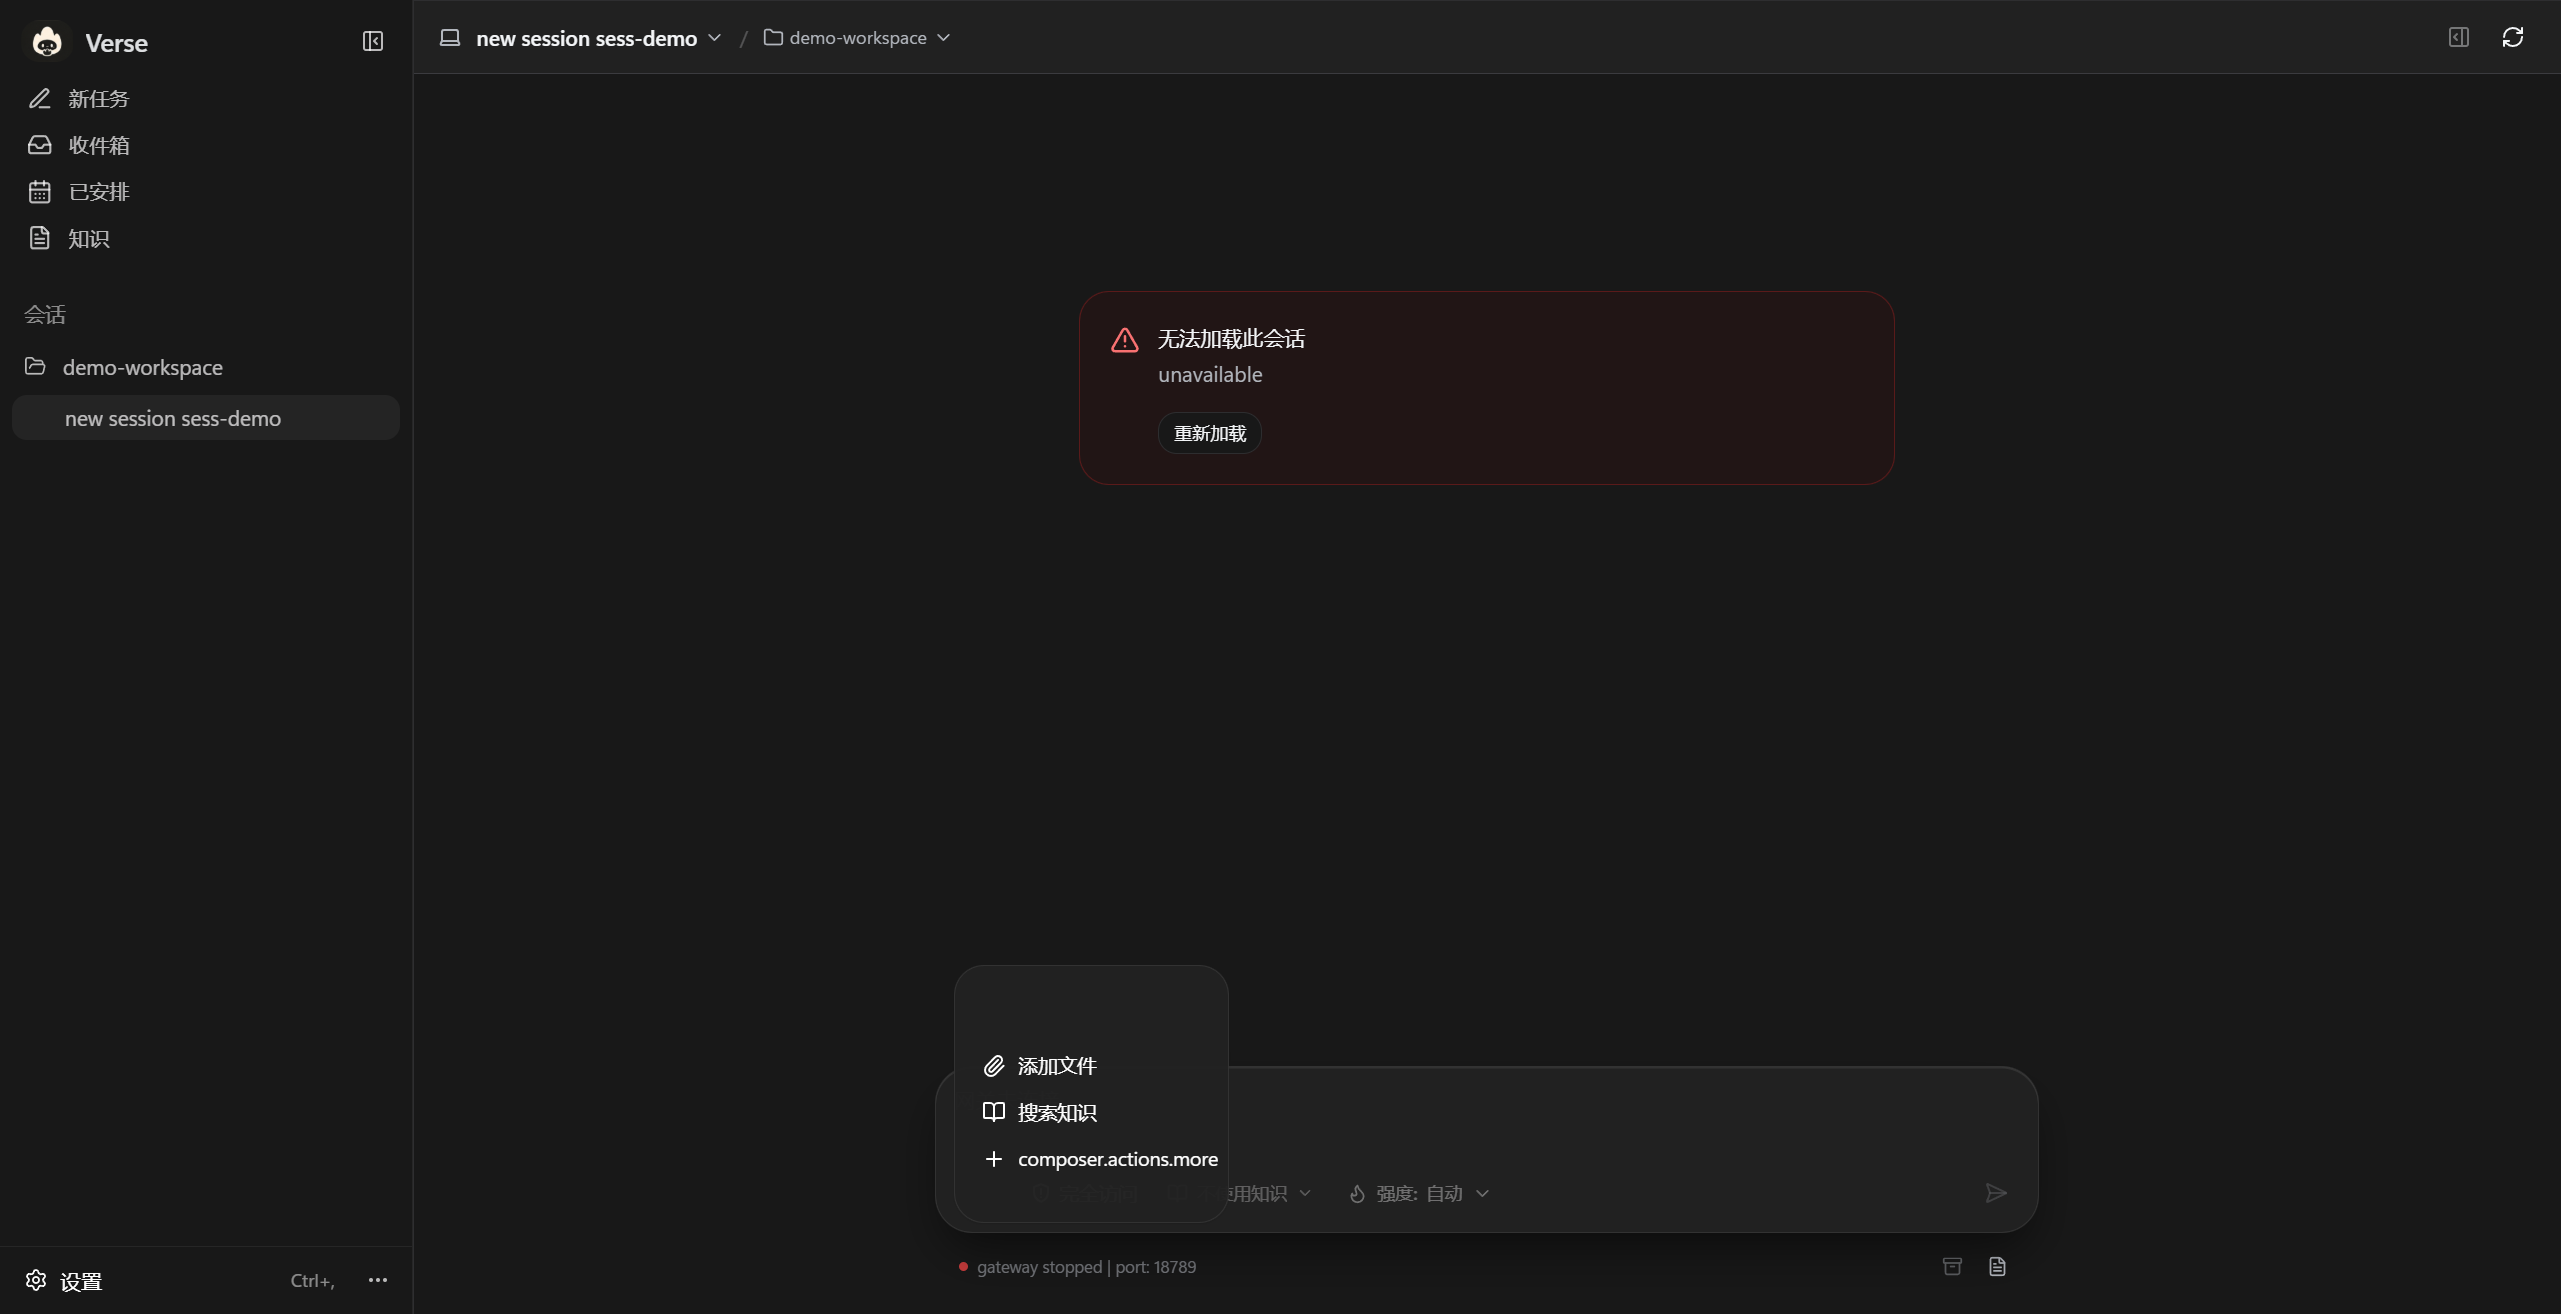 Verse
新任务
收件箱
已安排
知识
会话
demo-workspace
new session sess-demo
设置
Ctrl+,
new session sess-demo / demo-workspace
无法加载此会话
unavailable
重新加载
添加文件
搜索知识
composer.actions.more
使用知识
强度: 自动
gateway stopped | port: 18789